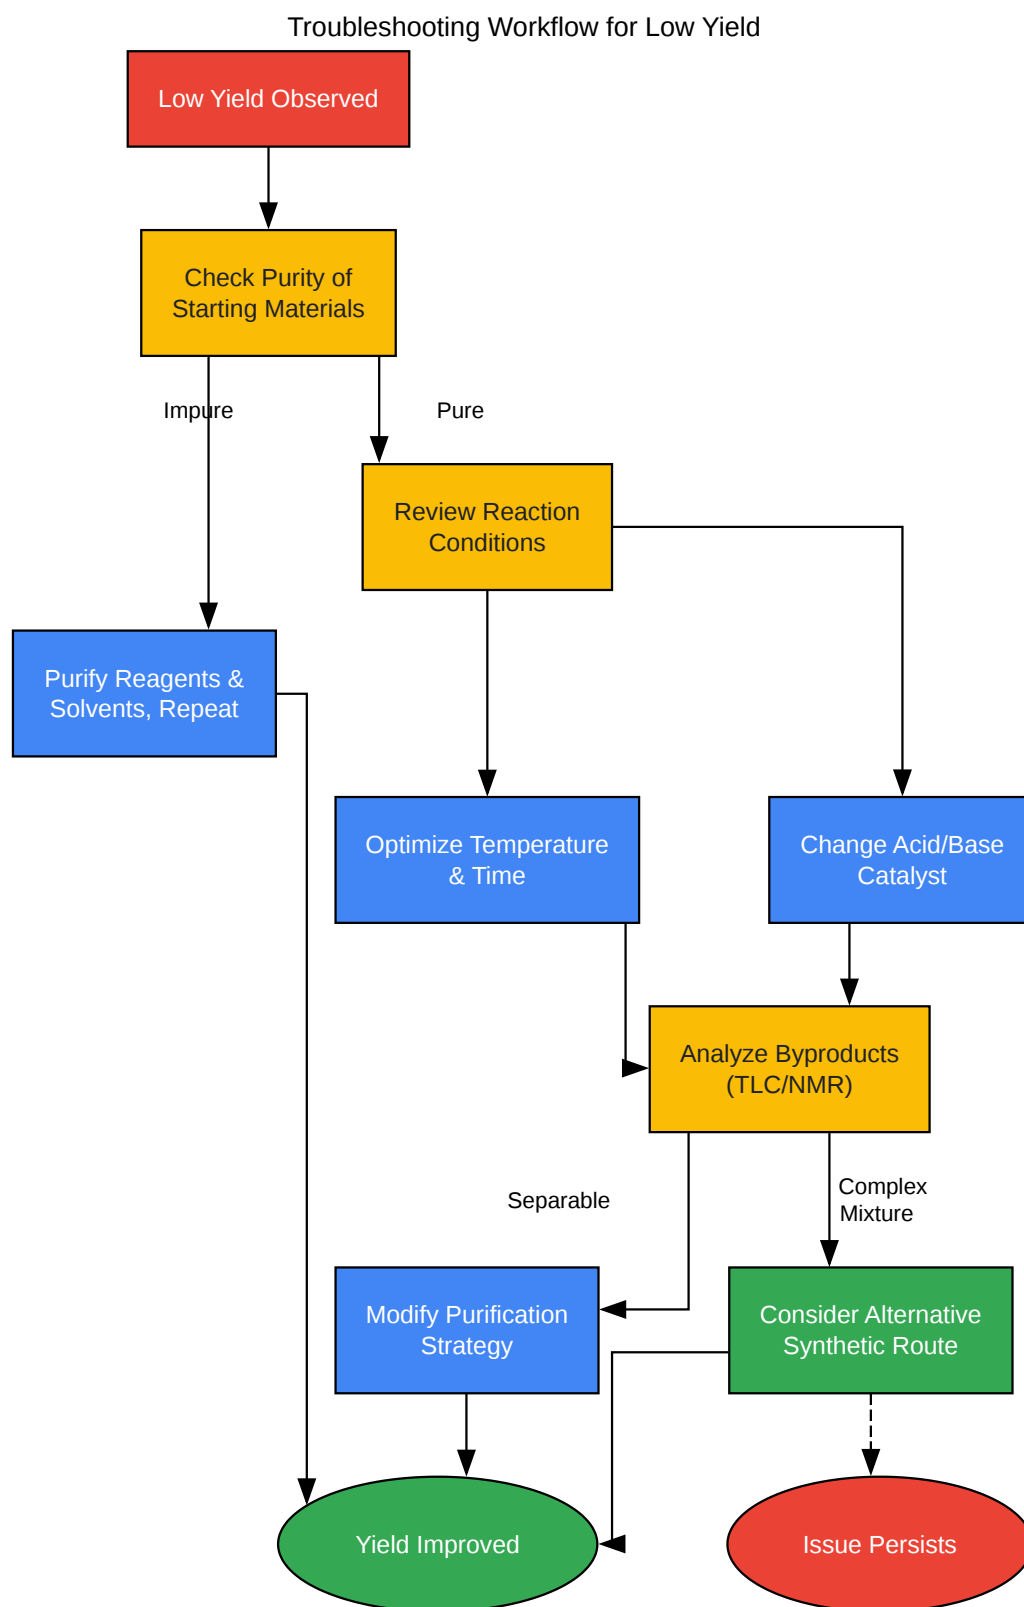 Troubleshooting Workflow for Low Yield
Low Yield Observed
Check Purity of
Starting Materials
Impure
Pure
Review Reaction
Conditions
Purify Reagents &
Solvents, Repeat
Optimize Temperature
& Time
Change Acid/Base
Catalyst
Analyze Byproducts
(TLC/NMR)
Separable
Complex
Mixture
Modify Purification
Strategy
Consider Alternative
Synthetic Route
Yield Improved
Issue Persists